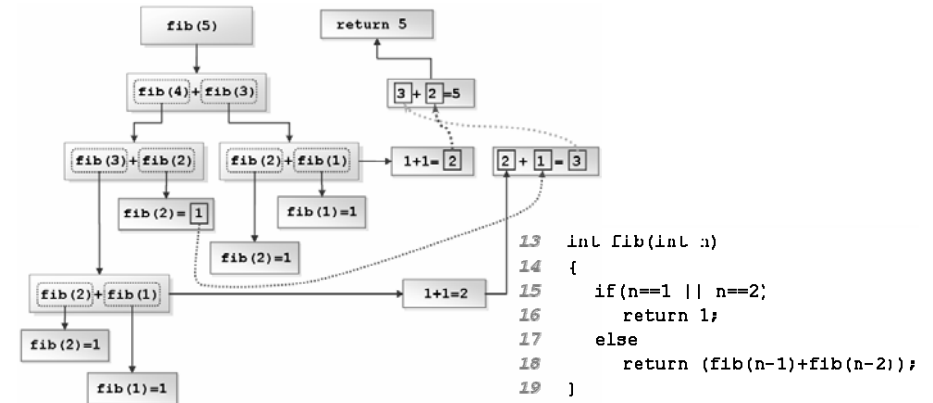 fib(5)
return 5
fib(4)+fib(3)
3+2=5
fib(3)+fib(2)
fib(2)+fib(1)
1+1=2
2+1=3
fib(2)=1
fib(1)=1
fib(2)=1
13 int fib(int n)
14 {
fib(2)+fib(1)
1+1=2
15 if(n==1 || n==2)
16 return 1;
fib(2)=1
17 else
18 return (fib(n-1)+fib(n-2));
fib(1)=1
19 }